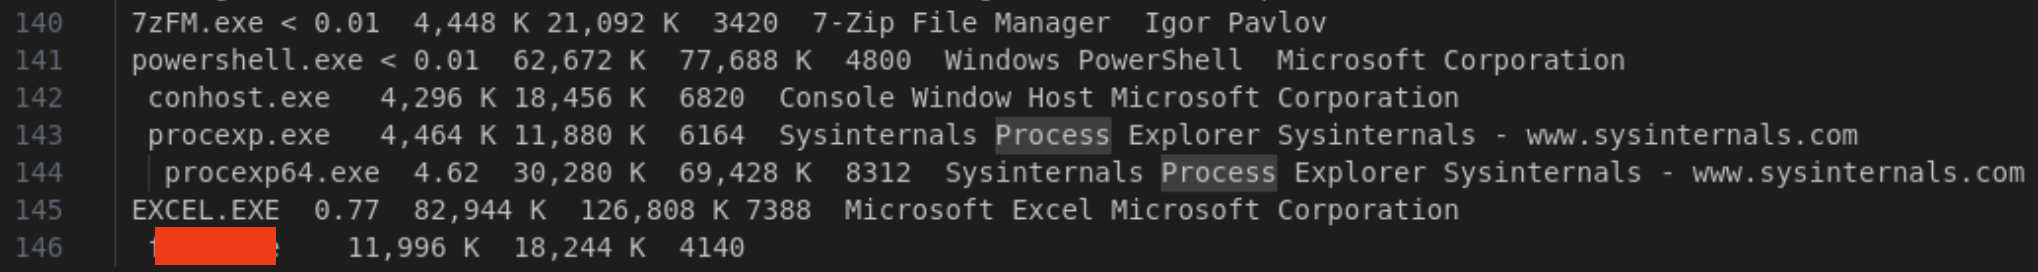 140 7zFM.exe < 0.01 4,448 K 21,092 K 3420 7-Zip File Manager Igor Pavlov
141 powershell.exe < 0.01 62,672 K 77,688 K 4800 Windows PowerShell Microsoft Corporation
142 conhost.exe 4,296 K 18,456 K 6820 Console Window Host Microsoft Corporation
143 procexp.exe 4,464 K 11,880 K 6164 Sysinternals Process Explorer Sysinternals - www.sysinternals.com
144 procexp64.exe 4.62 30,280 K 69,428 K 8312 Sysinternals Process Explorer Sysinternals - www.sysinternals.com
145 EXCEL.EXE 0.77 82,944 K 126,808 K 7388 Microsoft Excel Microsoft Corporation
146 11,996 K 18,244 K 4140